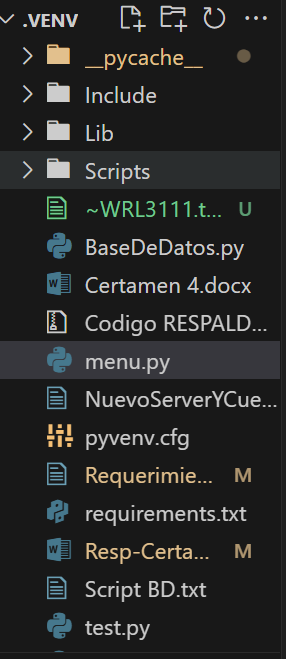 .VENV
__pycache__
Include
Lib
Scripts
~WRL3111.t... U
BaseDeDatos.py
Certamen 4.docx
Codigo RESPALD...
menu.py
NuevoServerYCue...
pyvenv.cfg
Requerimie... M
requirements.txt
Resp-Certa... M
Script BD.txt
test.py